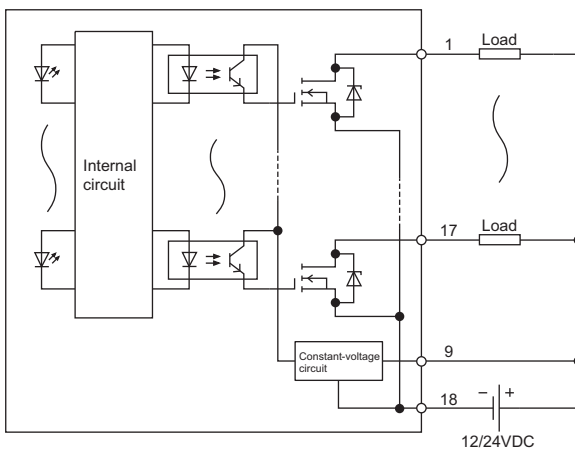 1
Load
Internal
circuit
17
Load
Constant-voltage
circuit
9
18
− +
12/24VDC